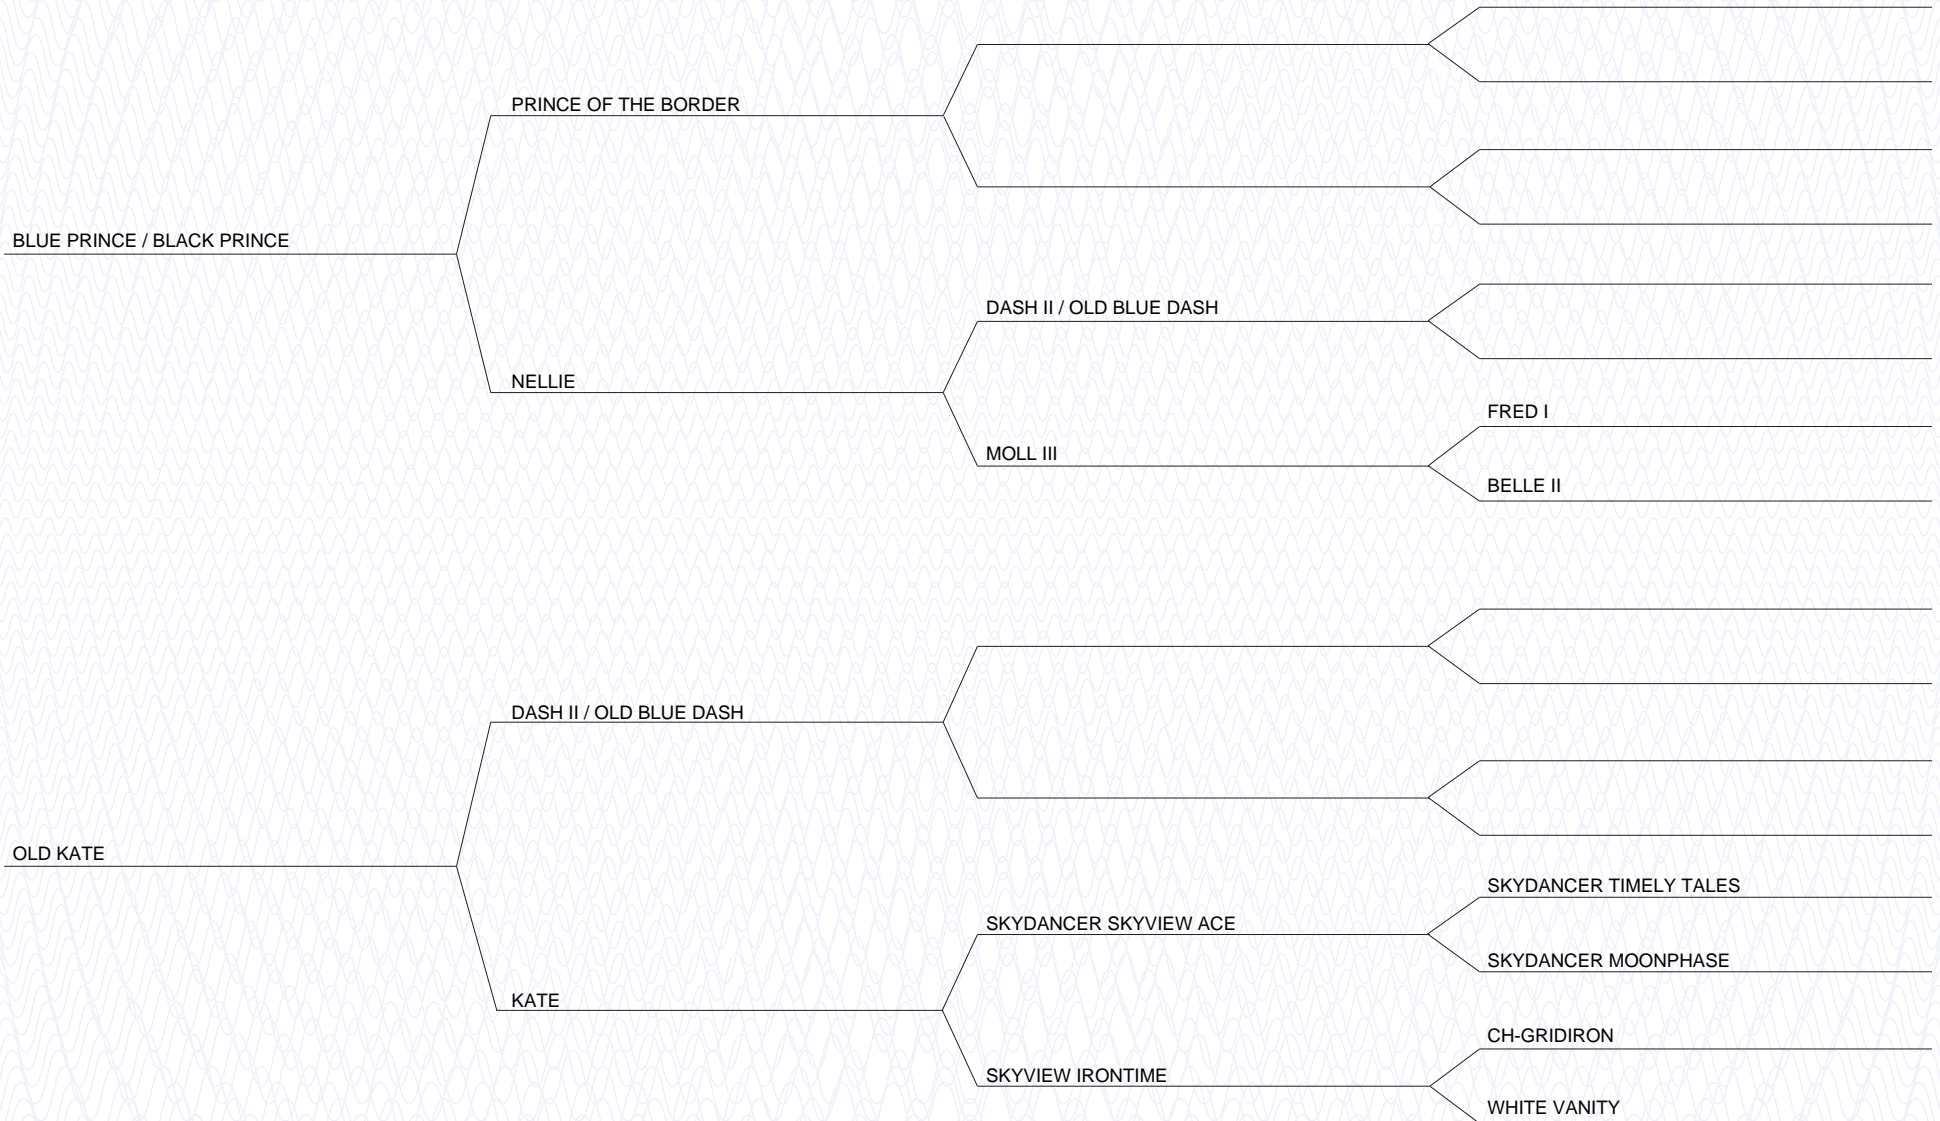 PRINCE OF THE BORDER
BLUE PRINCE / BLACK PRINCE
DASH II / OLD BLUE DASH
NELLIE
FRED I
MOLL III
BELLE II
DASH II / OLD BLUE DASH
OLD KATE
SKYDANCER TIMELY TALES
SKYDANCER SKYVIEW ACE
SKYDANCER MOONPHASE
KATE
CH-GRIDIRON
SKYVIEW IRONTIME
WHITE VANITY